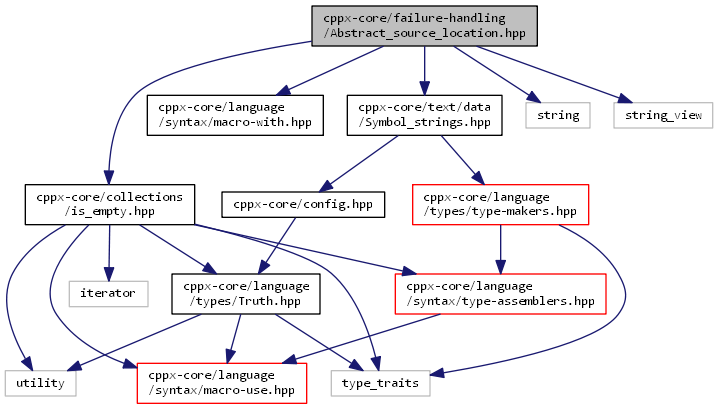 cppx-core/failure-handling
/Abstract_source_location.hpp
cppx-core/language
/syntax/macro-with.hpp
cppx-core/text/data
/Symbol_strings.hpp
string
string_view
cppx-core/collections
/is_empty.hpp
cppx-core/config.hpp
cppx-core/language
/types/type-makers.hpp
iterator
cppx-core/language
/types/Truth.hpp
cppx-core/language
/syntax/type-assemblers.hpp
utility
cppx-core/language
/syntax/macro-use.hpp
type_traits